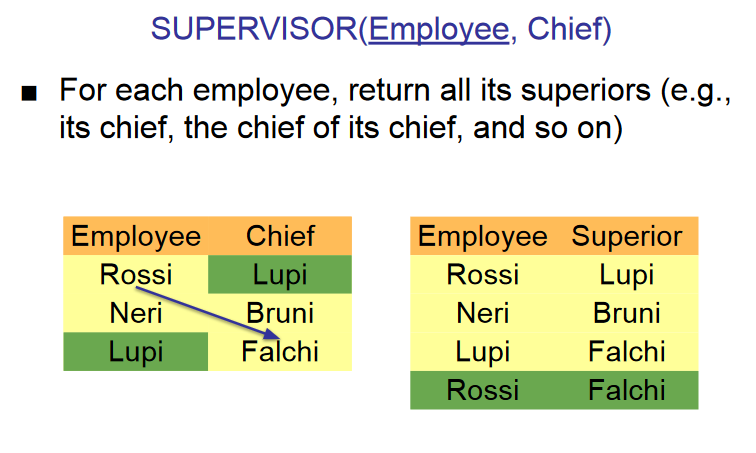 SUPERVISOR(Employee, Chief)
■ For each employee, return all its superiors (e.g.,
its chief, the chief of its chief, and so on)
Employee Chief
Rossi Lupi
Neri Bruni
Lupi Falchi
Employee Superior
Rossi Lupi
Neri Bruni
Lupi Falchi
Rossi Falchi